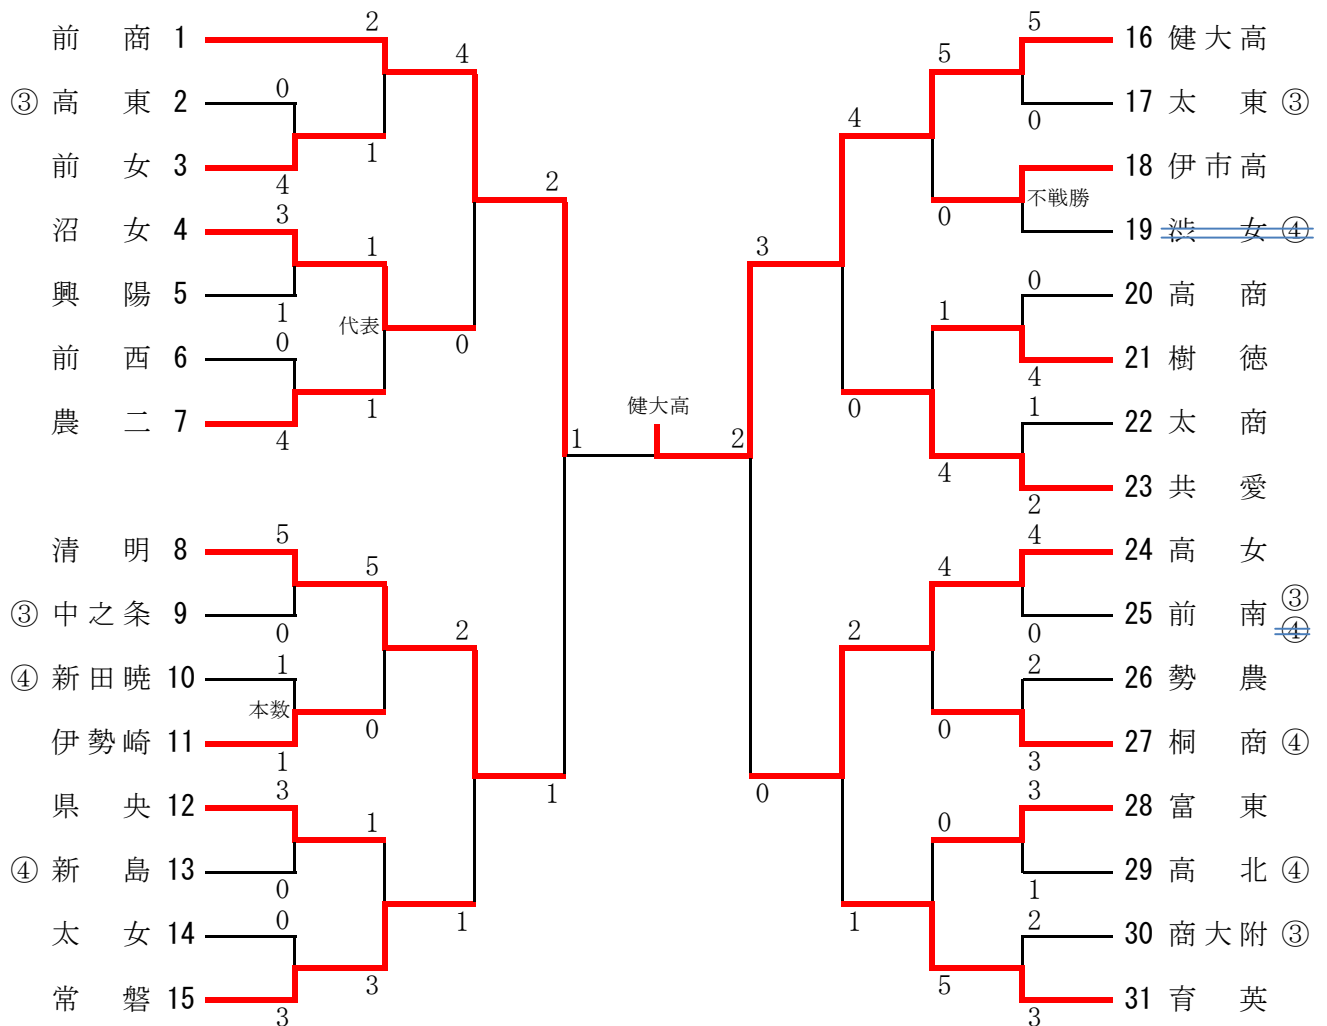 前商 1
③ 高東 2
前女 3
沼女 4
興陽 5
前西 6
農二 7
清明 8
③ 中之条 9
④ 新田暁 10
伊勢崎 11
県央 12
④ 新島 13
太女 14
常磐 15
2
0
1
4
3
1
1
0
代表
1
4
4
0
2
5
0
1
本数
1
5
0
3
0
1
0
3
3
2
1
1
1
健大高
2
3
0
4
0
2
1
5
0
1
4
4
0
0
5
5
0
不戦勝
0
4
1
2
4
0
2
3
3
1
2
3
16 健大高
17 太東 ③
18 伊市高
19 渋女 ④
20 高商
21 樹徳
22 太商
23 共愛
24 高女
25 前南 ③
④
26 勢農
27 桐商 ④
28 富東
29 高北 ④
30 商大附 ③
31 育英